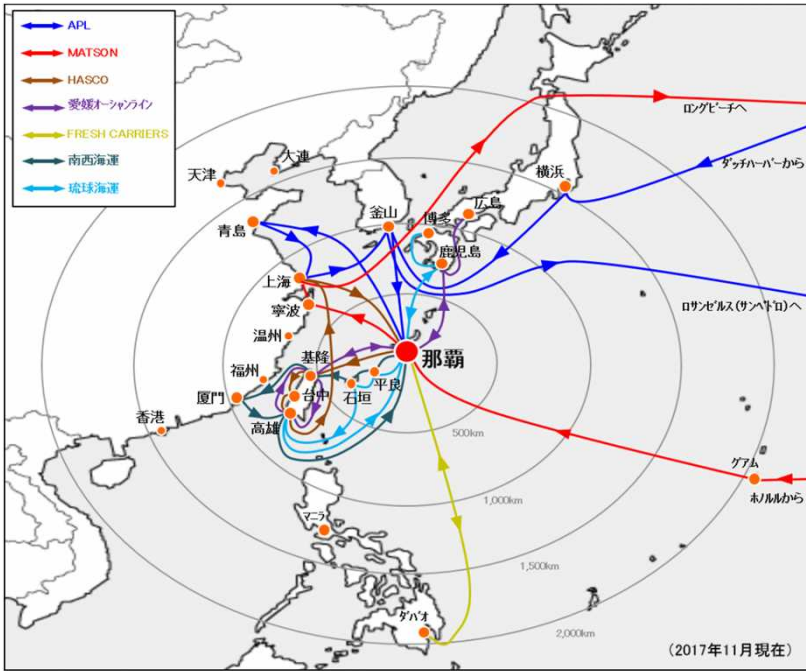 APL
MATSON
HASCO
愛媛オーシャンライン
FRESH CARRIERS
南西海運
琉球海運
ロングビーチへ
ダッチハーバーから
大連
天津
横浜
広島
釜山
博多
青島
鹿児島
上海
ロサンゼルス(サンペドロ)へ
寧波
温州
基隆
那覇
福州
平良
石垣
厦門
台中
高雄
香港
500km
グアム
ホノルルから
1,000km
マニラ
1,500km
ダバオ
2,000km
(2017年11月現在)